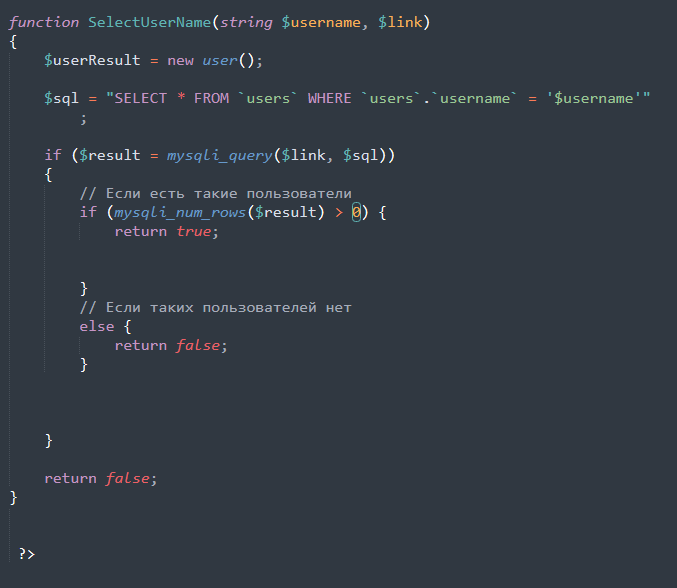 function SelectUserName(string $username, $link)
{
    $userResult = new user();
    $sql = "SELECT * FROM `users` WHERE `users`.`username` = '$username'"
        ;
    if ($result = mysqli_query($link, $sql))
    {
        // Если есть такие пользователи
        if (mysqli_num_rows($result) > 0) {
            return true;
        }
        // Если таких пользователей нет
        else {
            return false;
        }
    }
    return false;
}
 ?>